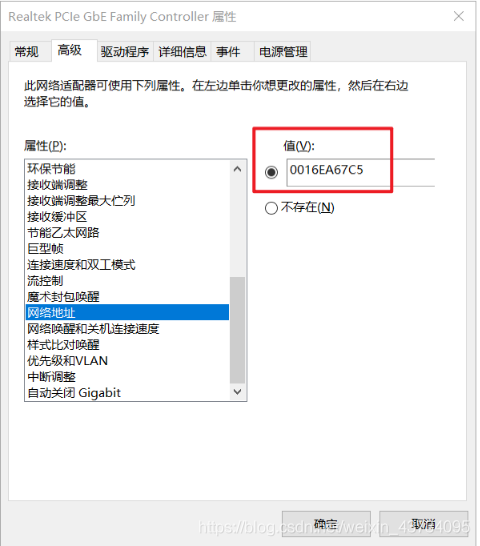 Realtek PCIe GbE Family Controller 属性
常规
高级
驱动程序
详细信息
事件
电源管理
此网络适配器可使用下列属性。在左边单击你想更改的属性，然后在右边
选择它的值。
属性(P):
值(V):
环保节能
接收端调整
接收端调整最大伫列
接收缓冲区
节能乙太网路
巨型帧
连接速度和双工模式
流控制
魔术封包唤醒
网络地址
网络唤醒和关机连接速度
样式比对唤醒
优先级和VLAN
中断调整
自动关闭 Gigabit
0016EA67C5
不存在(N)
确定
取消